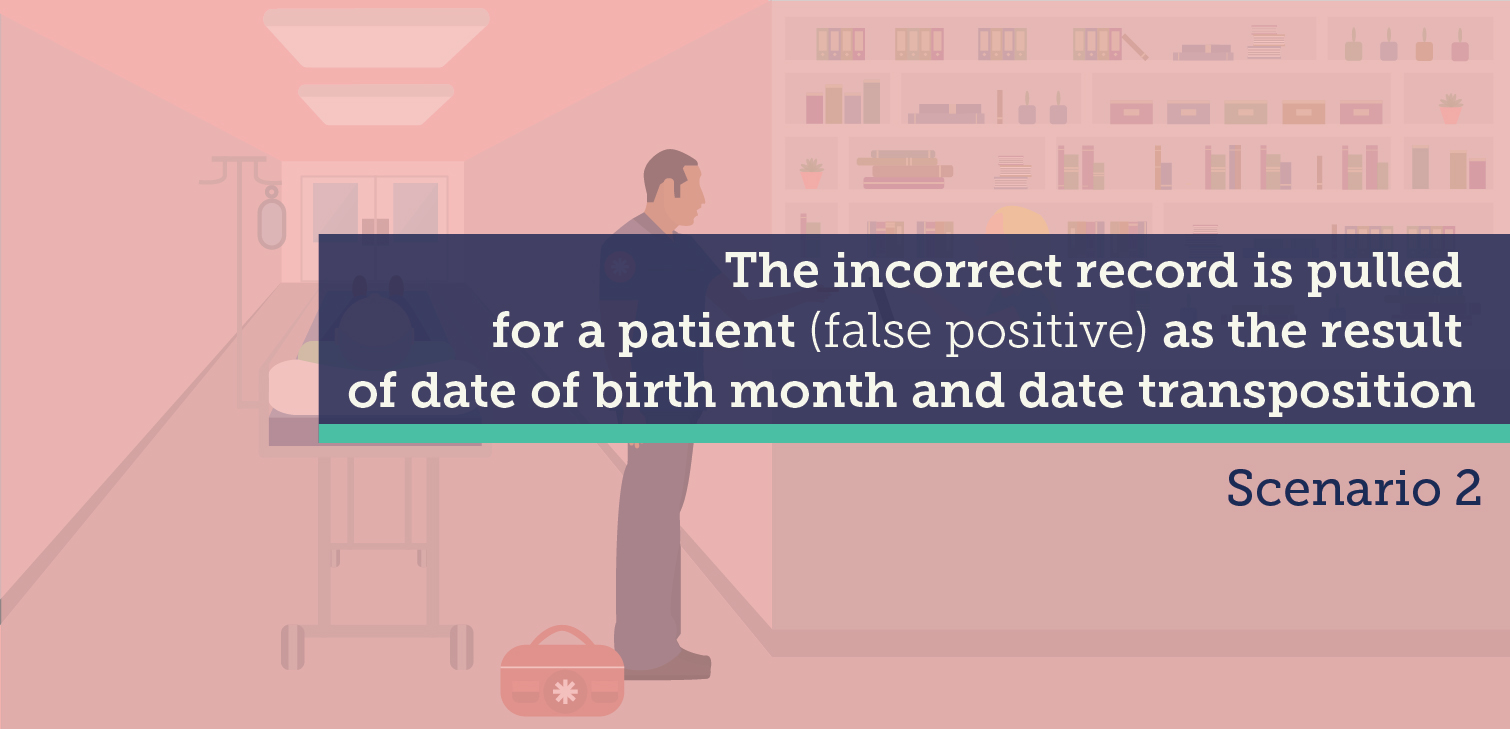 The incorrect record is pulled
for a patient (false positive) as the result
of date of birth month and date transposition
Scenario 2